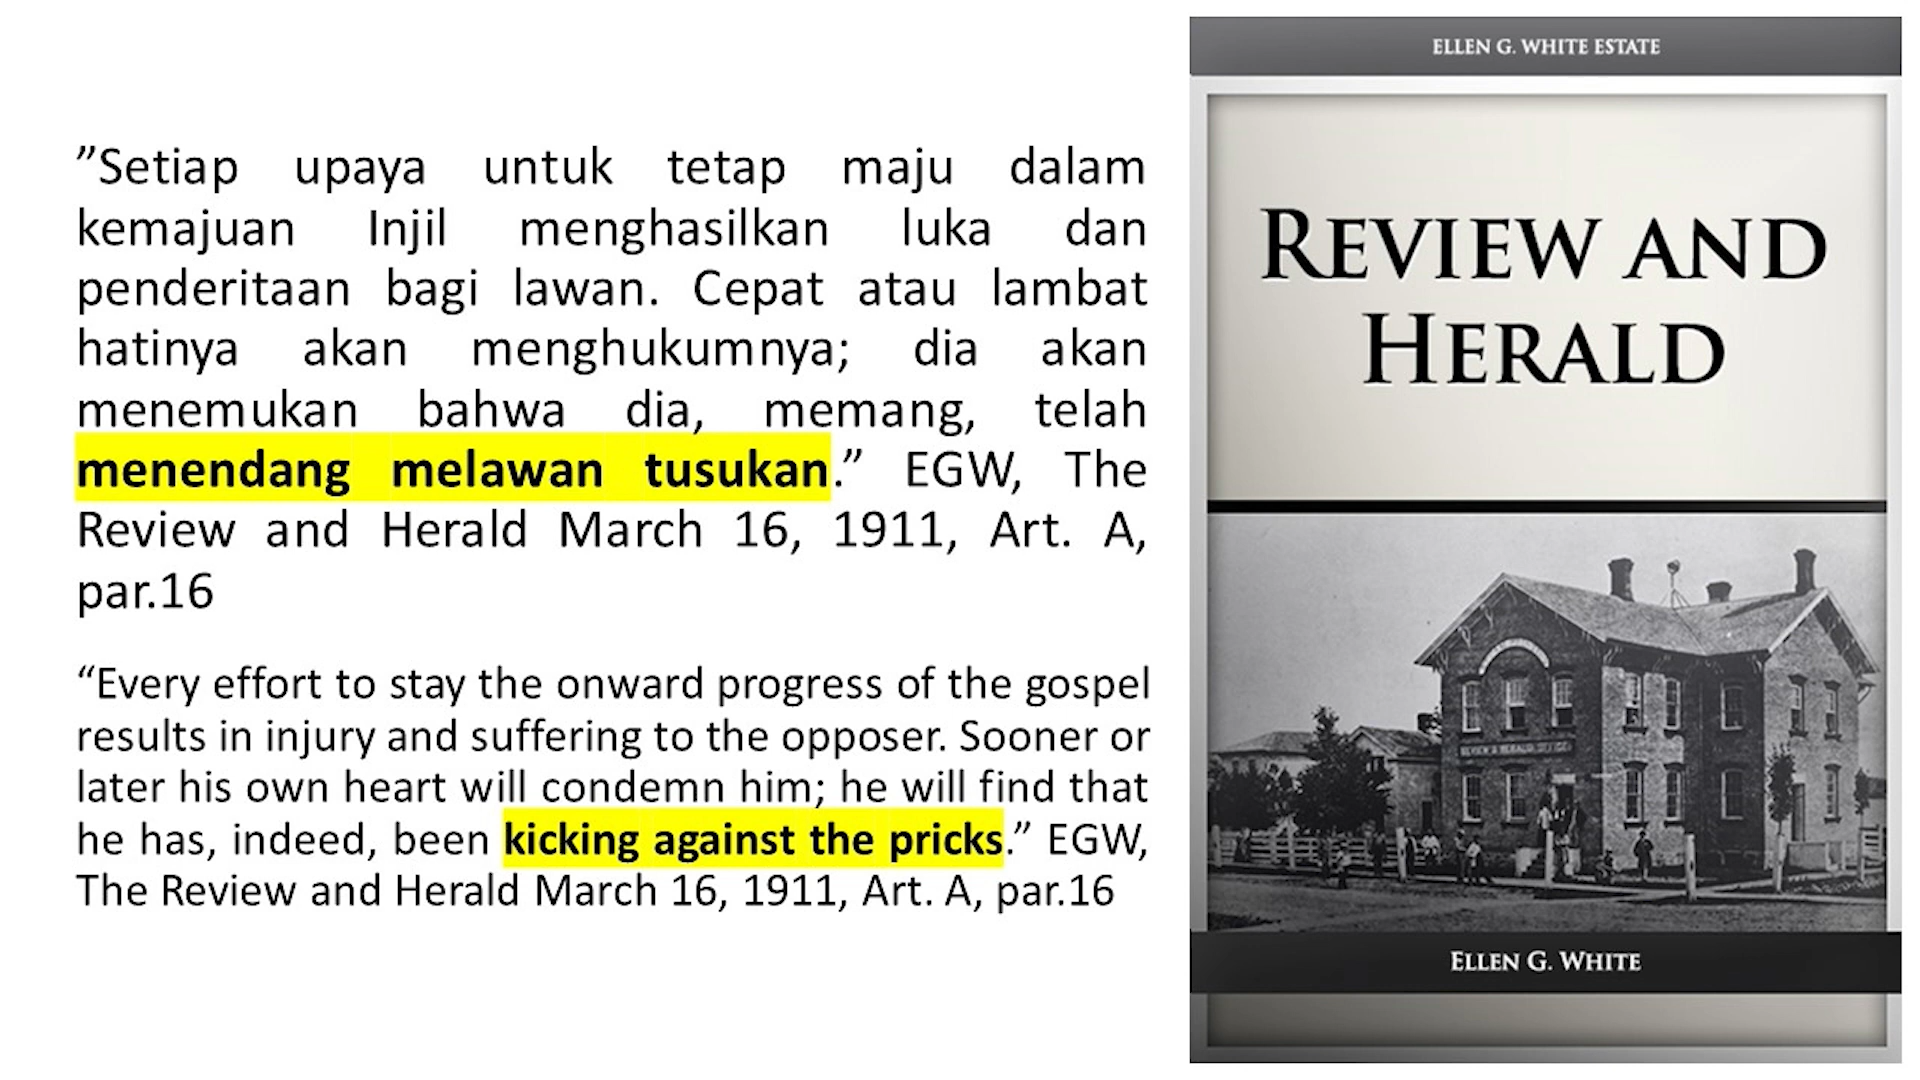 ”Setiap upaya untuk tetap maju dalam
kemajuan Injil menghasilkan luka dan
penderitaan bagi lawan. Cepat atau lambat
hatinya akan menghukumnya; dia akan
menemukan bahwa dia, memang, telah
menendang melawan tusukan.” EGW, The
Review and Herald March 16, 1911, Art. A,
par.16
“Every effort to stay the onward progress of the gospel
results in injury and suffering to the opposer. Sooner or
later his own heart will condemn him; he will find that
he has, indeed, been kicking against the pricks.” EGW,
The Review and Herald March 16, 1911, Art. A, par.16
ELLEN G. WHITE ESTATE
REVIEW AND
HERALD
REVIEW & HERALD OFFICE
ELLEN G. WHITE